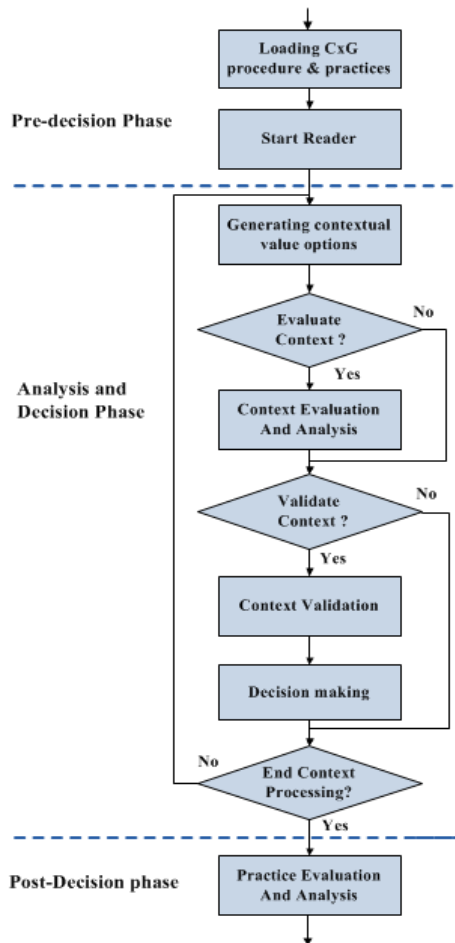 Loading CxG
procedure & practices
Pre-decision Phase
Start Reader
Generating contextual
value options
Evaluate
Context ?
No
Yes
Analysis and
Decision Phase
Context Evaluation
And Analysis
Validate
Context ?
No
Yes
Context Validation
Decision making
No
End Context
Processing?
Yes
Post-Decision phase
Practice Evaluation
And Analysis